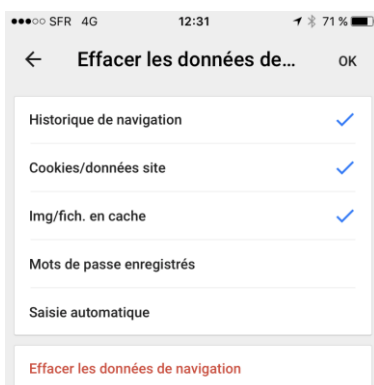 SFR 4G 12:31 71 %
Effacer les données de... OK
Historique de navigation
Cookies/données site
Img/fich. en cache
Mots de passe enregistrés
Saisie automatique
Effacer les données de navigation